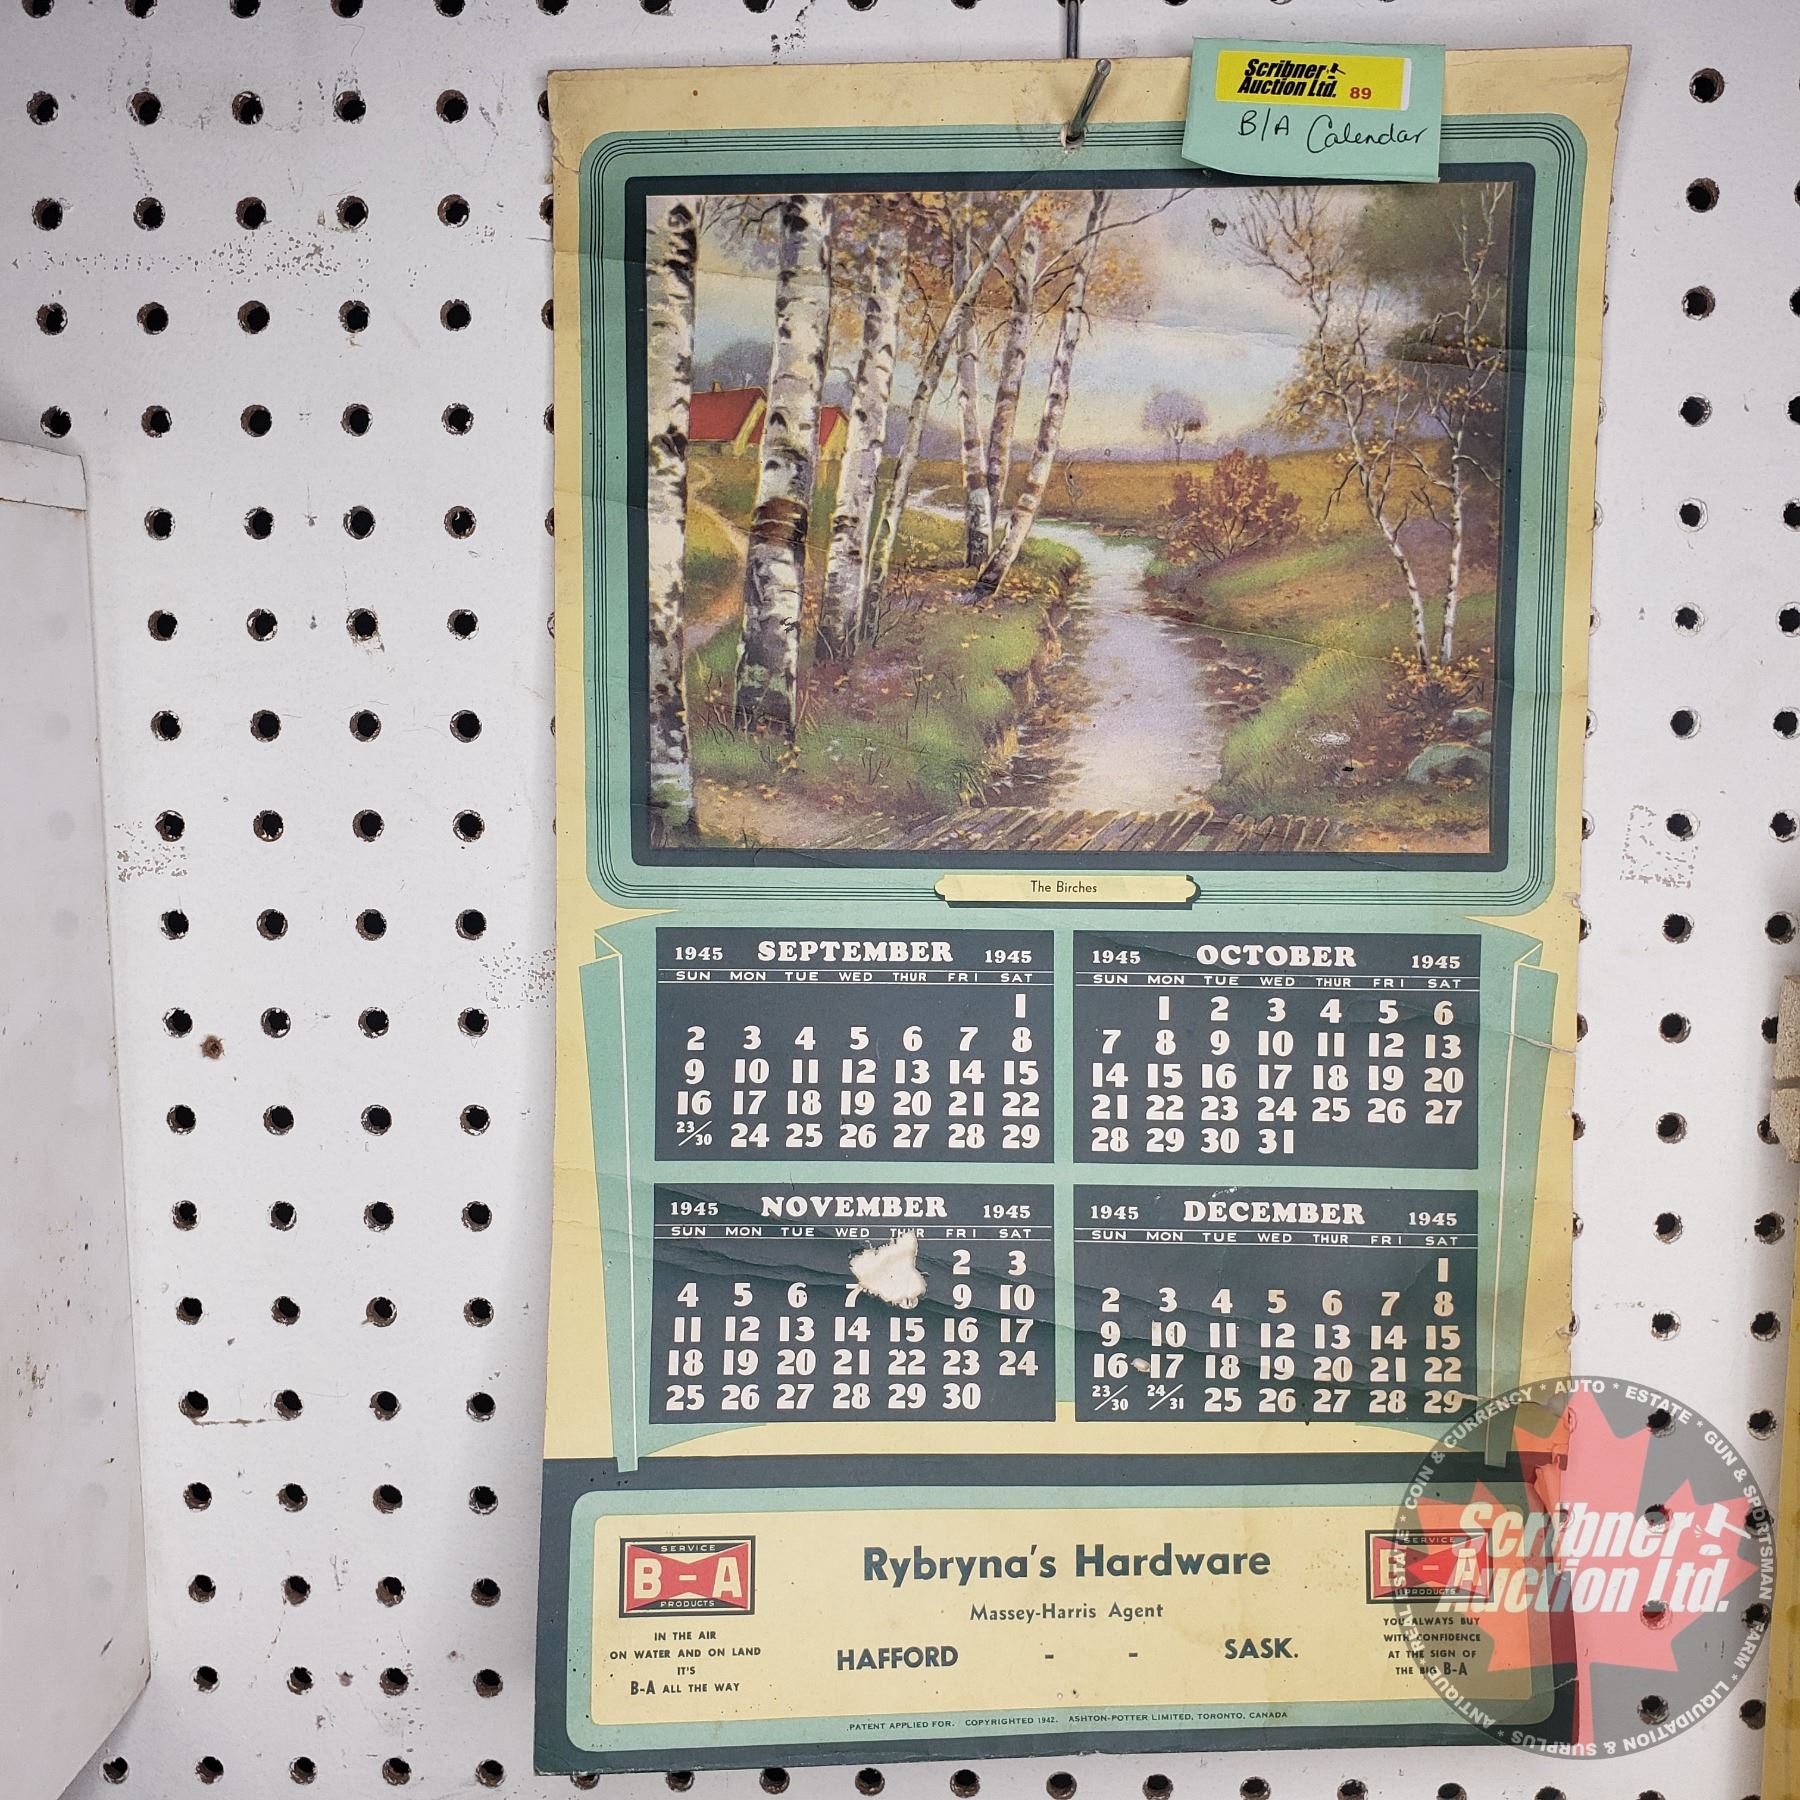 Scribner
Auction Ltd. 89
B/A Calendar
The Birches
1945 SEPTEMBER 1945
SUN MON TUE WED THUR FRI SAT
1
2 3 4 5 6 7 8
9 10 11 12 13 14 15
16 17 18 19 20 21 22
23/30 24 25 26 27 28 29
1945 OCTOBER 1945
SUN MON TUE WED THUR FRI SAT
1 2 3 4 5 6
7 8 9 10 11 12 13
14 15 16 17 18 19 20
21 22 23 24 25 26 27
28 29 30 31
1945 NOVEMBER 1945
SUN MON TUE WED THUR FRI SAT
2 3
4 5 6 7 8 9 10
11 12 13 14 15 16 17
18 19 20 21 22 23 24
25 26 27 28 29 30
1945 DECEMBER 1945
SUN MON TUE WED THUR FRI SAT
1
2 3 4 5 6 7 8
9 10 11 12 13 14 15
16 17 18 19 20 21 22
23/30 24/31 25 26 27 28 29
SERVICE
B-A
PRODUCTS
IN THE AIR
ON WATER AND ON LAND
IT'S
B-A ALL THE WAY
Rybryna's Hardware
Massey-Harris Agent
HAFFORD - - SASK.
SERVICE
B-A
PRODUCTS
YOU ALWAYS BUY
WITH CONFIDENCE
AT THE SIGN OF
THE BIG B-A
PATENT APPLIED FOR. COPYRIGHTED 1942. ASHTON-POTTER LIMITED, TORONTO, CANADA
Scribner
Auction Ltd.
COIN & CURRENCY * AUTO * ESTATE * GUN & SPORTSMAN * FARM * LIQUIDATION & SURPLUS * ANTIQUE * REAL ESTATE *